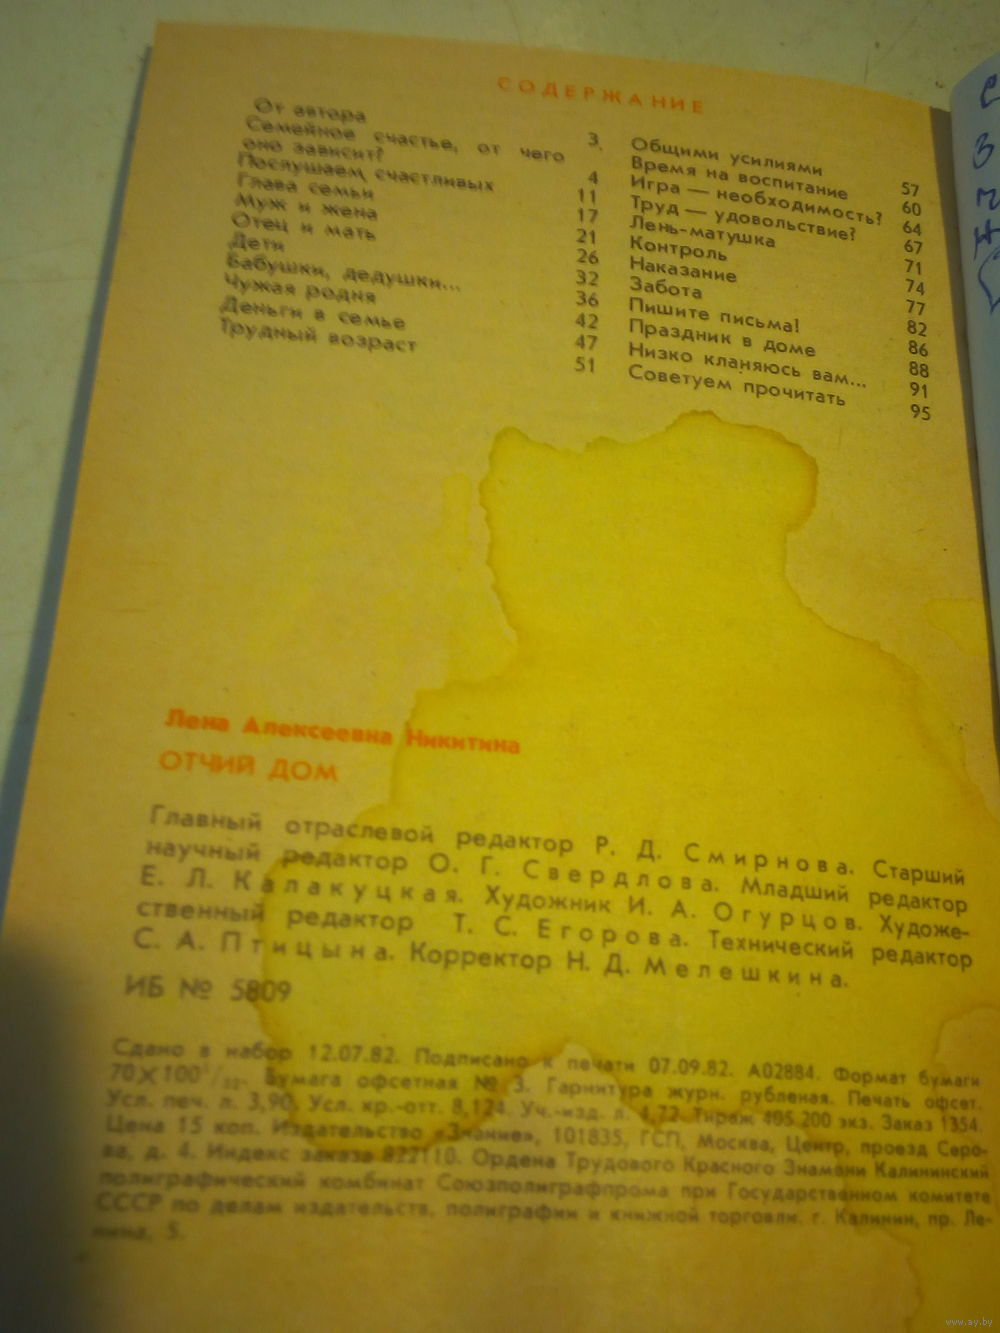 СОДЕРЖАНИЕ
От автора 3
Семейное счастье, от чего
оно зависит? 4
Послушаем счастливых 11
Глава семьи 17
Муж и жена 21
Отец и мать 26
Дети 32
Бабушки, дедушки... 36
Чужая родня 42
Деньги в семье 47
Трудный возраст 51
Общими усилиями 57
Время на воспитание 60
Игра — необходимость? 64
Труд — удовольствие? 67
Лень-матушка 71
Контроль 74
Наказание 77
Забота 82
Пишите письма! 86
Праздник в доме 88
Низко кланяюсь вам... 91
Советуем прочитать 95
Лена Алексеевна Никитина
ОТЧИЙ ДОМ
Главный отраслевой редактор Р. Д. Смирнова. Старший
научный редактор О. Г. Свердлова. Младший редактор
Е. Л. Калакуцкая. Художник И. А. Огурцов. Художе-
ственный редактор Т. С. Егорова. Технический редактор
С. А. Птицына. Корректор Н. Д. Мелешкина.
ИБ № 5809
Сдано в набор 12.07.82. Подписано к печати 07.09.82. А02884. Формат бумаги
70×100 1/32. Бумага офсетная № 3. Гарнитура журн. рубленая. Печать офсет.
Усл. печ. л. 3,90. Усл. кр.-отт. 8,124. Уч.-изд. л. 4,72. Тираж 405 200 экз. Заказ 1354.
Цена 15 коп. Издательство «Знание», 101835, ГСП, Москва, Центр, проезд Серо-
ва, д. 4. Индекс заказа 827110. Ордена Трудового Красного Знамени Калининский
полиграфический комбинат Союзполиграфпрома при Государственном комитете
СССР по делам издательств, полиграфии и книжной торговли. г. Калинин, пр. Ле-
нина, 5.
www.ay.by